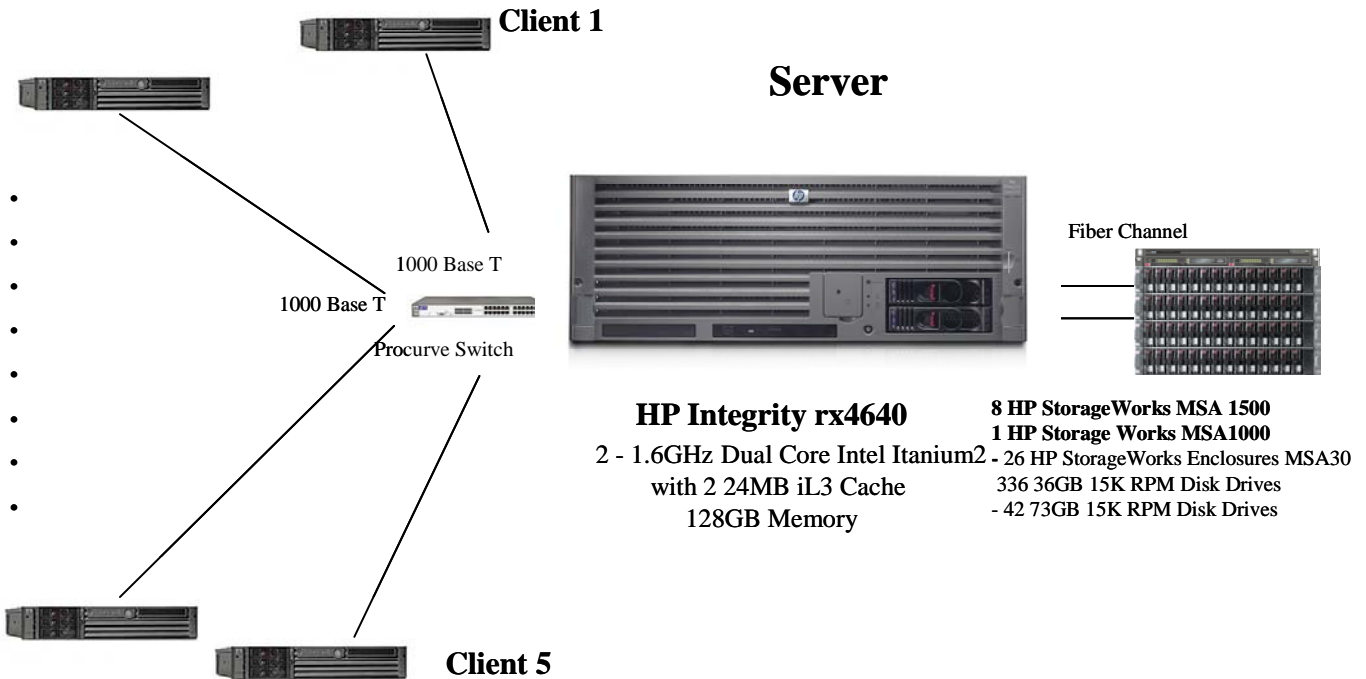 Client 1
Server
1000 Base T
1000 Base T
Procurve Switch
Fiber Channel
HP Integrity rx4640
2 - 1.6GHz Dual Core Intel Itanium2
with 2 24MB iL3 Cache
128GB Memory
8 HP StorageWorks MSA 1500
1 HP Storage Works MSA1000
- 26 HP StorageWorks Enclosures MSA30
336 36GB 15K RPM Disk Drives
- 42 73GB 15K RPM Disk Drives
Client 5